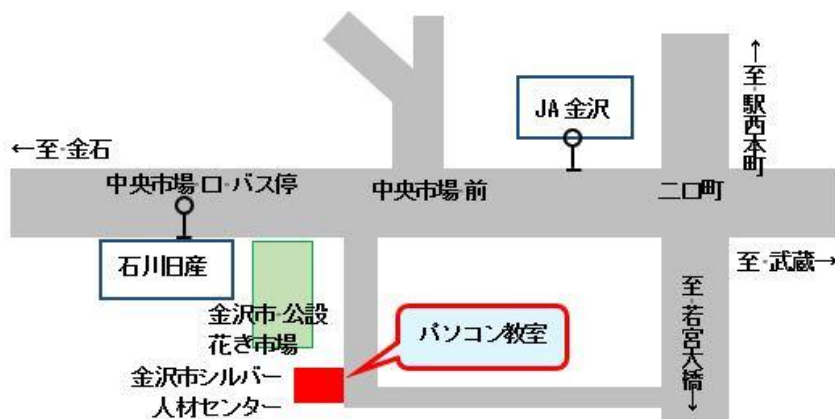 JA金沢
↑至・駅西本町
←至・金石
中央市場・口・バス停
中央市場・前
二口町
石川日産
至・武蔵→
金沢市・公設
花き市場
パソコン教室
至・若宮大橋↓
金沢市シルバー
人材センター